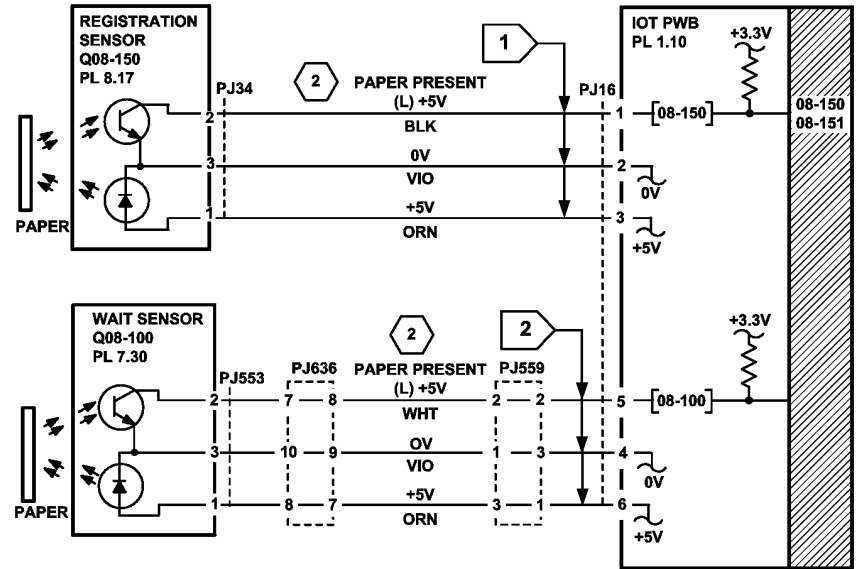 REGISTRATION
SENSOR
Q08-150
PL 8.17
PJ34
2
PAPER PRESENT
(L) +5V
BLK
1
PJ16
IOT PWB
PL 1.10
+3.3V
2
1
[08-150]
08-150
08-151
3
0V
VIO
2
0V
1
+5V
ORN
3
+5V
PAPER
WAIT SENSOR
Q08-100
PL 7.30
PJ553
PJ636
2
PAPER PRESENT
(L) +5V
WHT
PJ559
2
+3.3V
2
7
8
2
2
5
[08-100]
3
10
9
OV
VIO
1
3
4
0V
1
8
7
+5V
ORN
3
1
6
+5V
PAPER